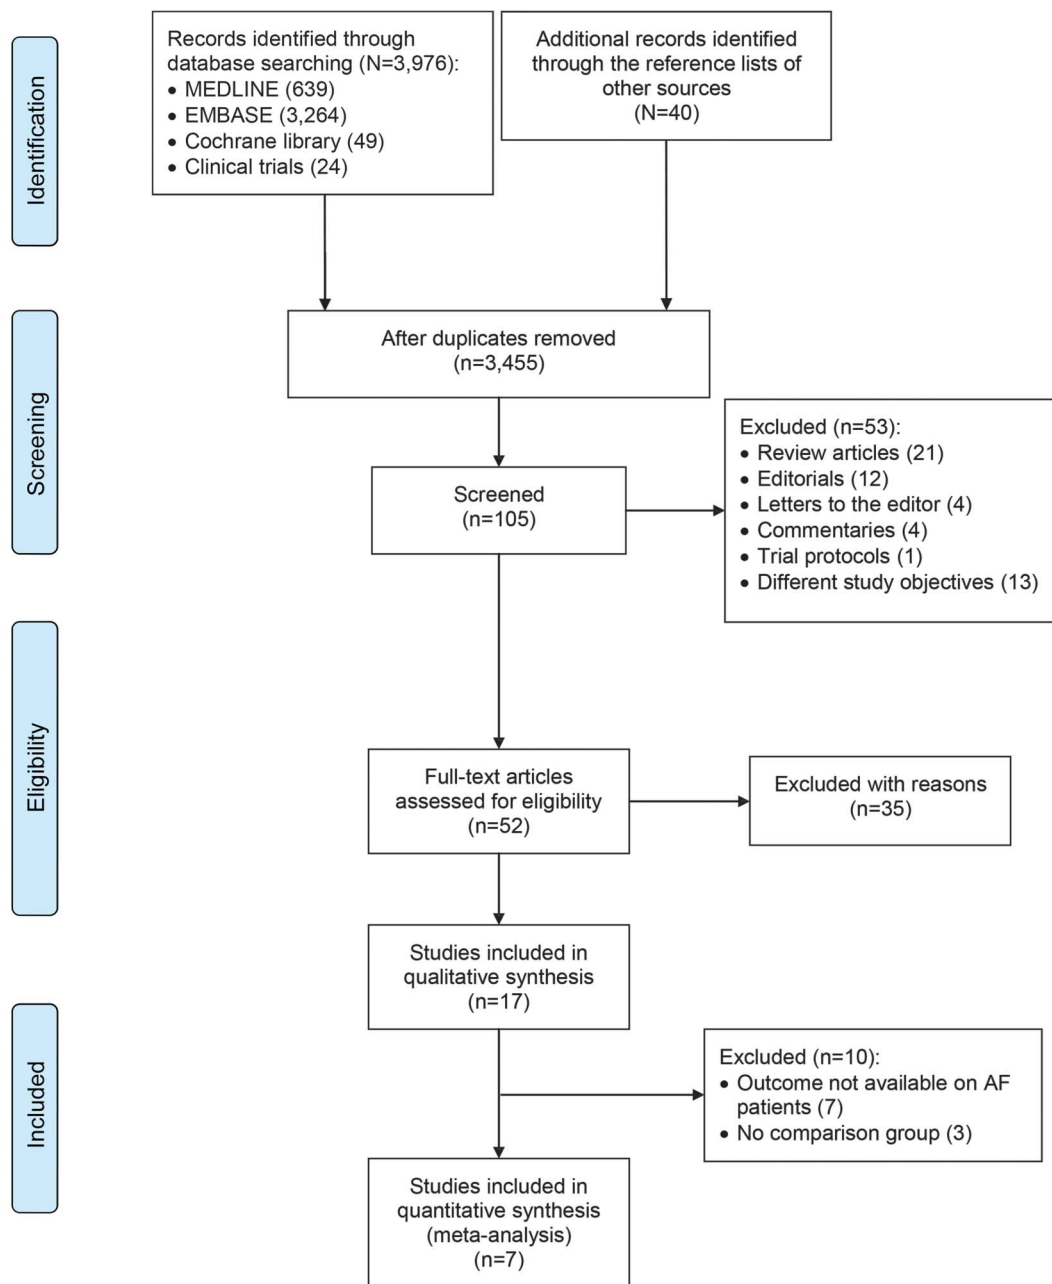 Identification
Records identified through
database searching (N=3,976):
• MEDLINE (639)
• EMBASE (3,264)
• Cochrane library (49)
• Clinical trials (24)
Additional records identified
through the reference lists of
other sources
(N=40)
Screening
After duplicates removed
(n=3,455)
Screened
(n=105)
Excluded (n=53):
• Review articles (21)
• Editorials (12)
• Letters to the editor (4)
• Commentaries (4)
• Trial protocols (1)
• Different study objectives (13)
Eligibility
Full-text articles
assessed for eligibility
(n=52)
Excluded with reasons
(n=35)
Studies included in
qualitative synthesis
(n=17)
Included
Excluded (n=10):
• Outcome not available on AF
patients (7)
• No comparison group (3)
Studies included in
quantitative synthesis
(meta-analysis)
(n=7)